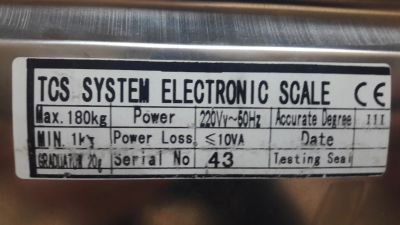 TCS SYSTEM ELECTRONIC SCALE CE
Max. 180kg Power 220Vv~50Hz Accurate Degree III
MIN. 1kg Power Loss ≤10VA Date
GRADUATION 20g Serial No 43 Testing Seal